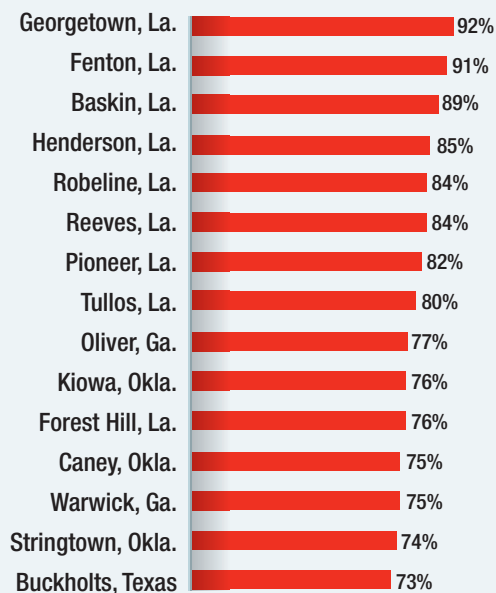 Georgetown, La. 92%
Fenton, La. 91%
Baskin, La. 89%
Henderson, La. 85%
Robeline, La. 84%
Reeves, La. 84%
Pioneer, La. 82%
Tullos, La. 80%
Oliver, Ga. 77%
Kiowa, Okla. 76%
Forest Hill, La. 76%
Caney, Okla. 75%
Warwick, Ga. 75%
Stringtown, Okla. 74%
Buckholts, Texas 73%